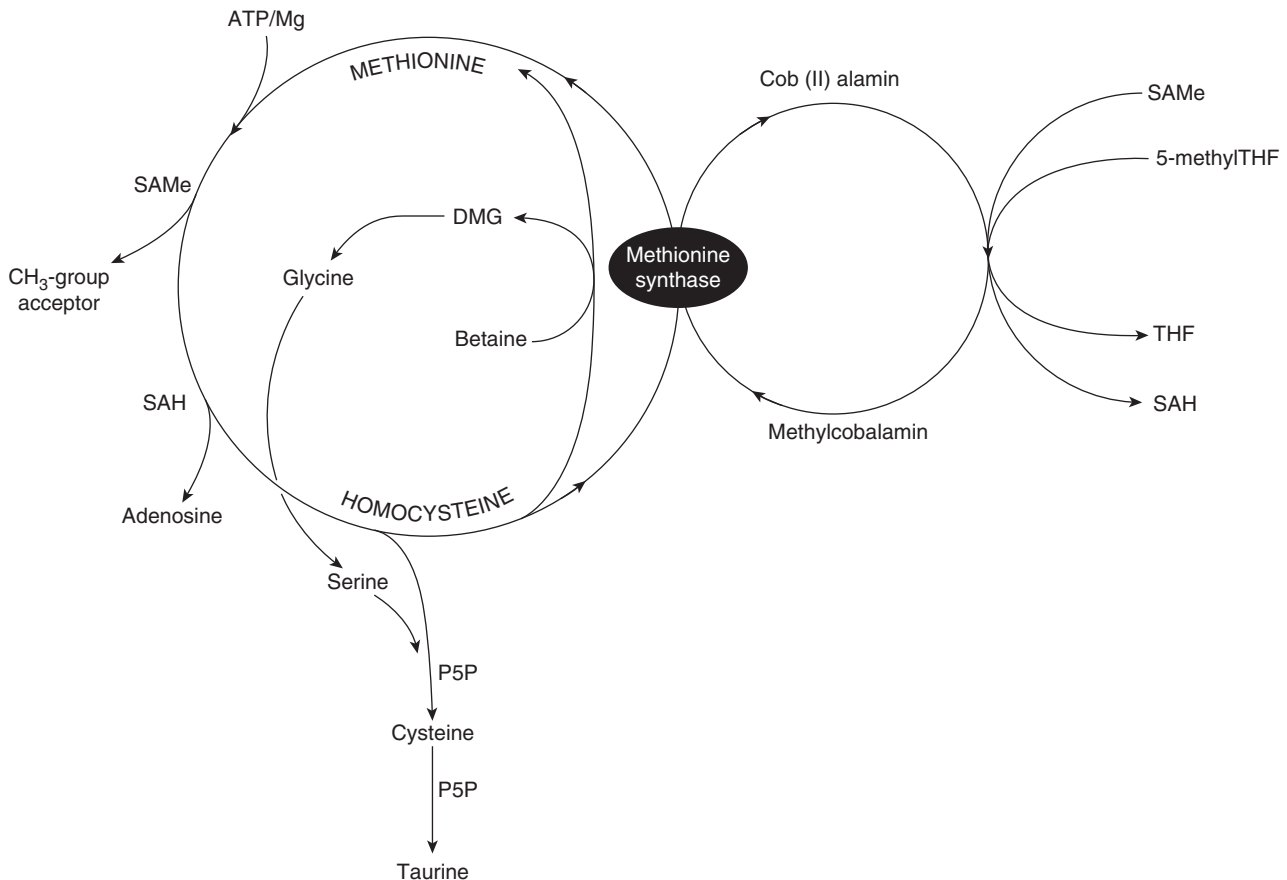 ATP/Mg
METHIONINE
Cob (II) alamin
SAMe
5-methylTHF
SAMe
DMG
CH₃-group
acceptor
Glycine
Methionine
synthase
Betaine
THF
SAH
SAH
Methylcobalamin
Adenosine
HOMOCYSTEINE
Serine
P5P
Cysteine
P5P
Taurine